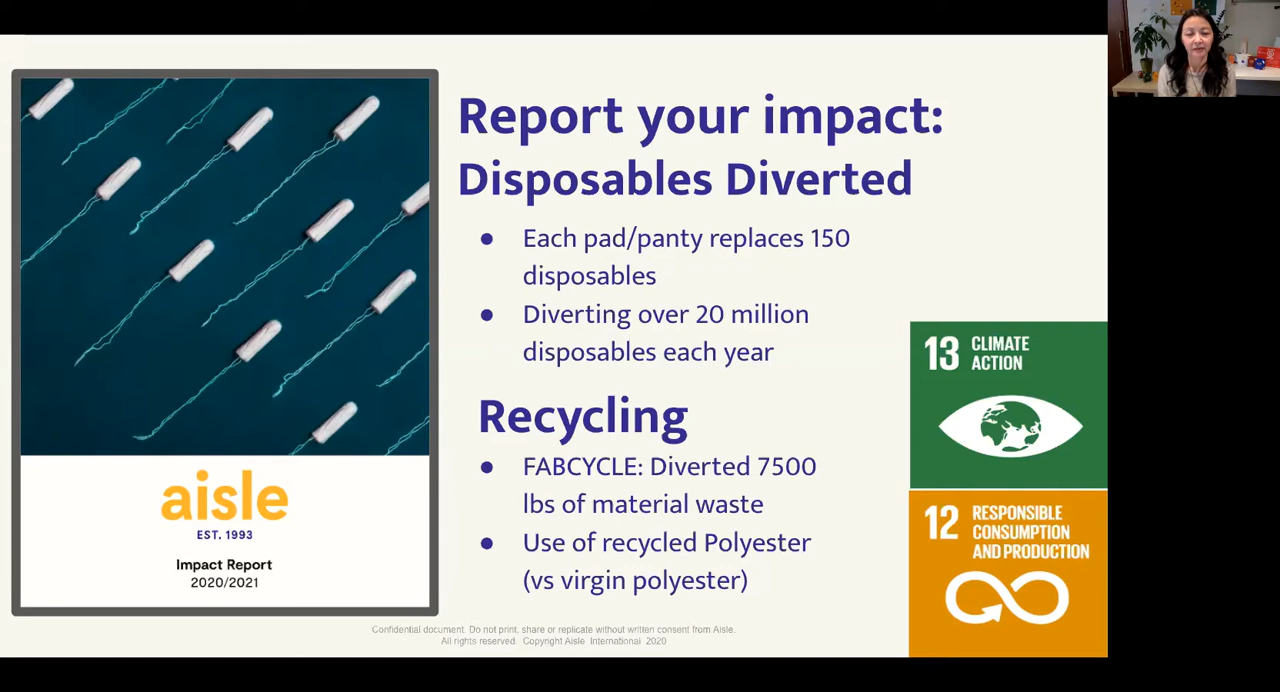 aisle
EST. 1993
Impact Report
2020/2021
Report your impact:
Disposables Diverted
● Each pad/panty replaces 150
disposables
● Diverting over 20 million
disposables each year
Recycling
● FABCYCLE: Diverted 7500
lbs of material waste
● Use of recycled Polyester
(vs virgin polyester)
13 CLIMATE
ACTION
12 RESPONSIBLE
CONSUMPTION
AND PRODUCTION
Confidential document. Do not print, share or replicate without written consent from Aisle.
All rights reserved. Copyright Aisle International 2020